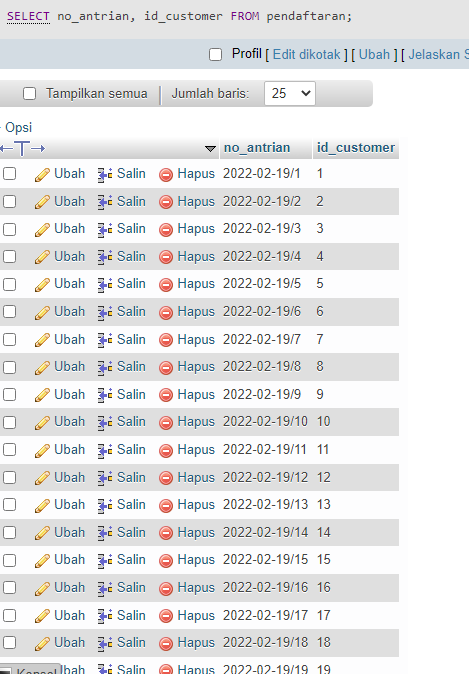 SELECT no_antrian, id_customer FROM pendaftaran;
Profil [ Edit dikotak ] [ Ubah ] [ Jelaskan S
Tampilkan semua Jumlah baris: 25
Opsi
no_antrian id_customer
Ubah Salin Hapus 2022-02-19/1 1
Ubah Salin Hapus 2022-02-19/2 2
Ubah Salin Hapus 2022-02-19/3 3
Ubah Salin Hapus 2022-02-19/4 4
Ubah Salin Hapus 2022-02-19/5 5
Ubah Salin Hapus 2022-02-19/6 6
Ubah Salin Hapus 2022-02-19/7 7
Ubah Salin Hapus 2022-02-19/8 8
Ubah Salin Hapus 2022-02-19/9 9
Ubah Salin Hapus 2022-02-19/10 10
Ubah Salin Hapus 2022-02-19/11 11
Ubah Salin Hapus 2022-02-19/12 12
Ubah Salin Hapus 2022-02-19/13 13
Ubah Salin Hapus 2022-02-19/14 14
Ubah Salin Hapus 2022-02-19/15 15
Ubah Salin Hapus 2022-02-19/16 16
Ubah Salin Hapus 2022-02-19/17 17
Ubah Salin Hapus 2022-02-19/18 18
Salin Hapus 2022-02-19/19 19